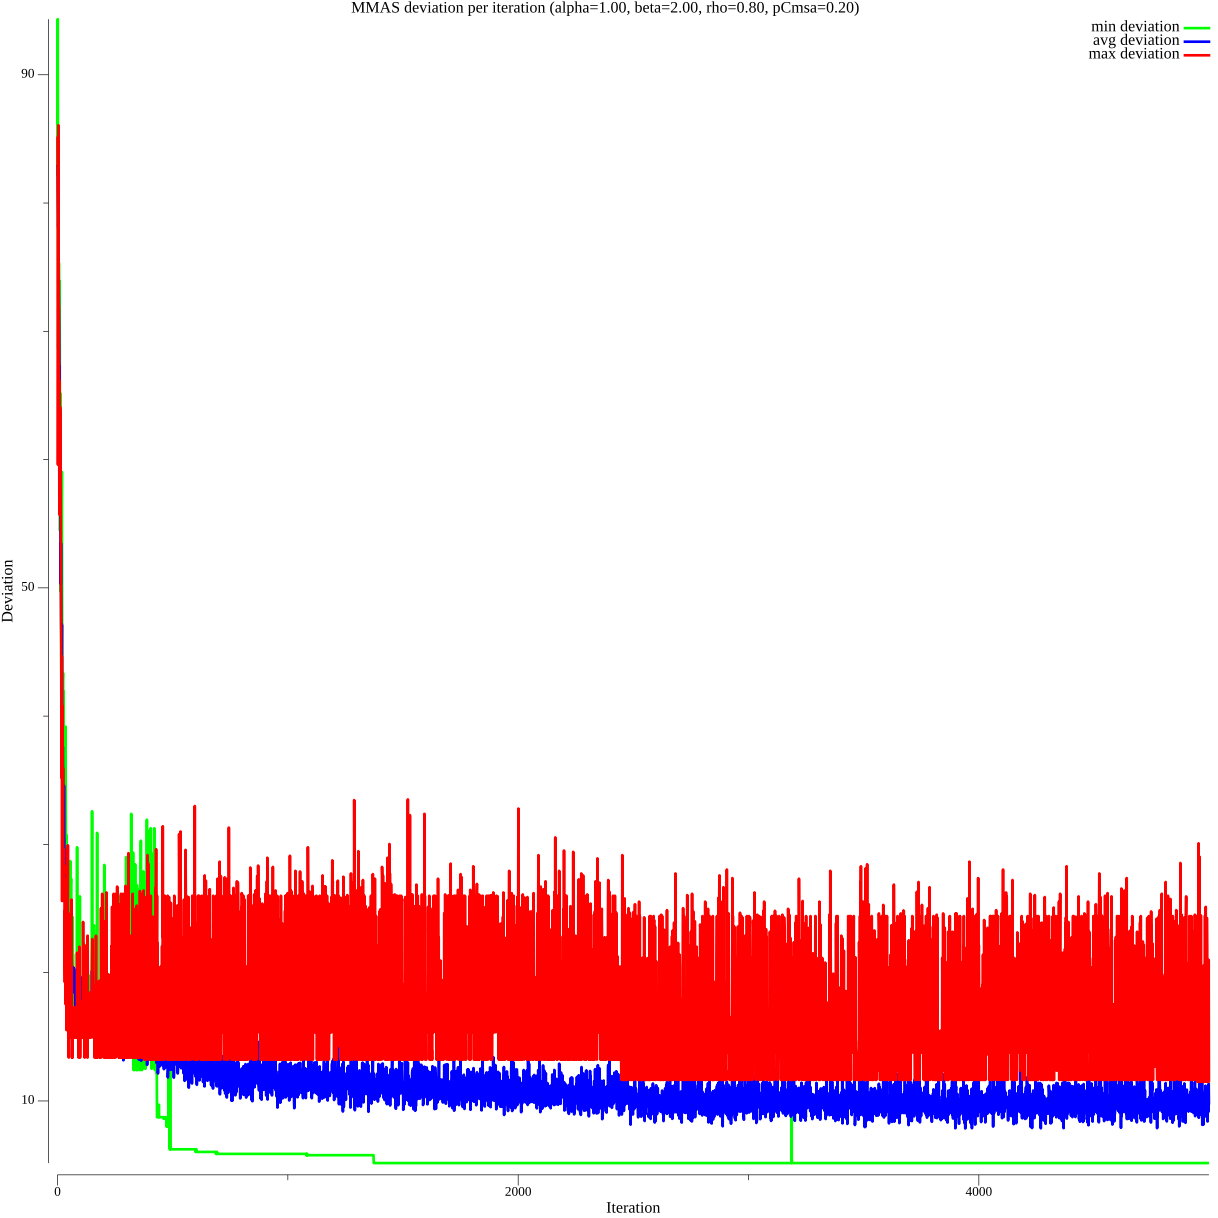 MMAS deviation per iteration (alpha=1.00, beta=2.00, rho=0.80, pCmsa=0.20)
min deviation
avg deviation
max deviation
90
50
10
Deviation
0
2000
4000
Iteration